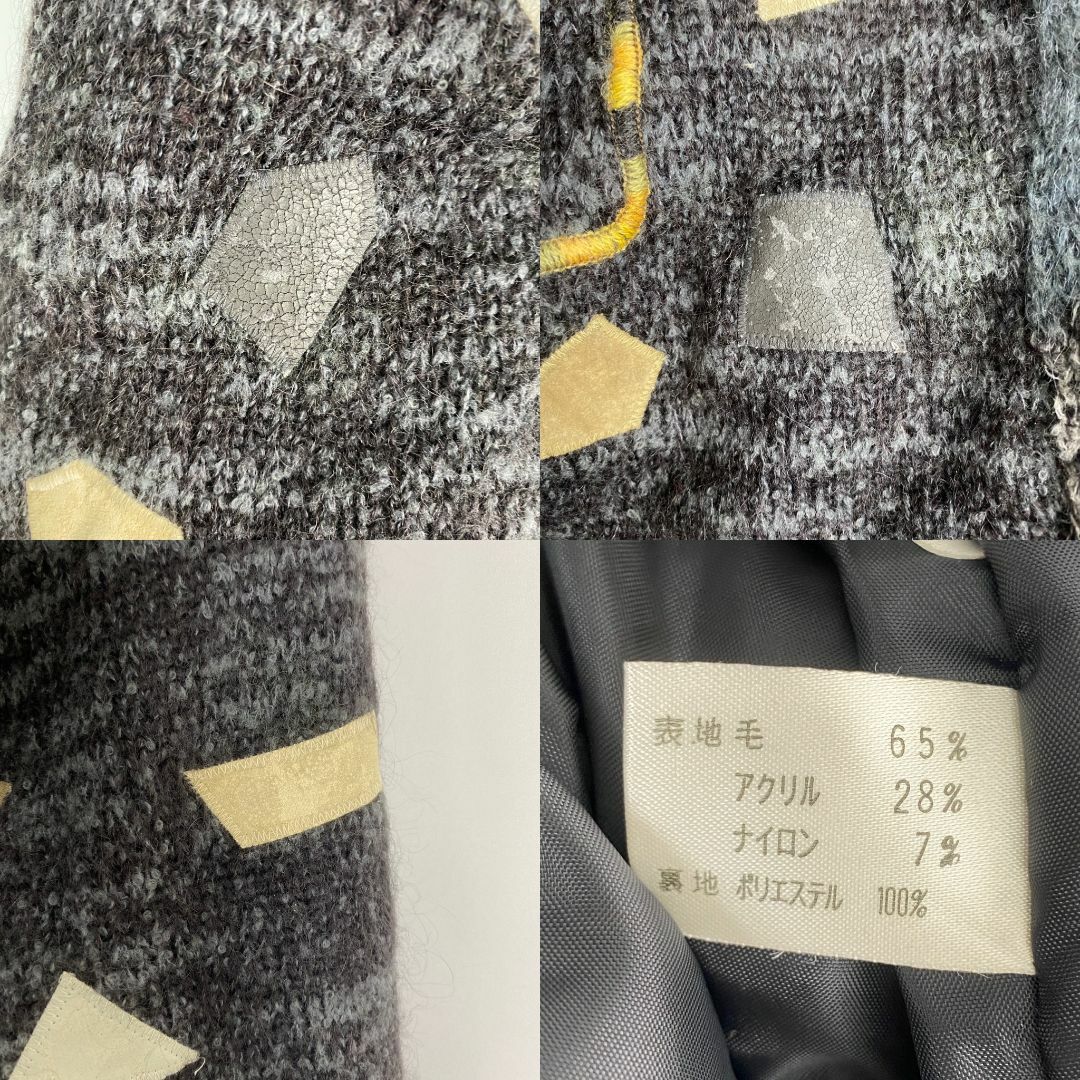 表地毛 65%
アクリル 28%
ナイロン 7%
裏地 ポリエステル 100%